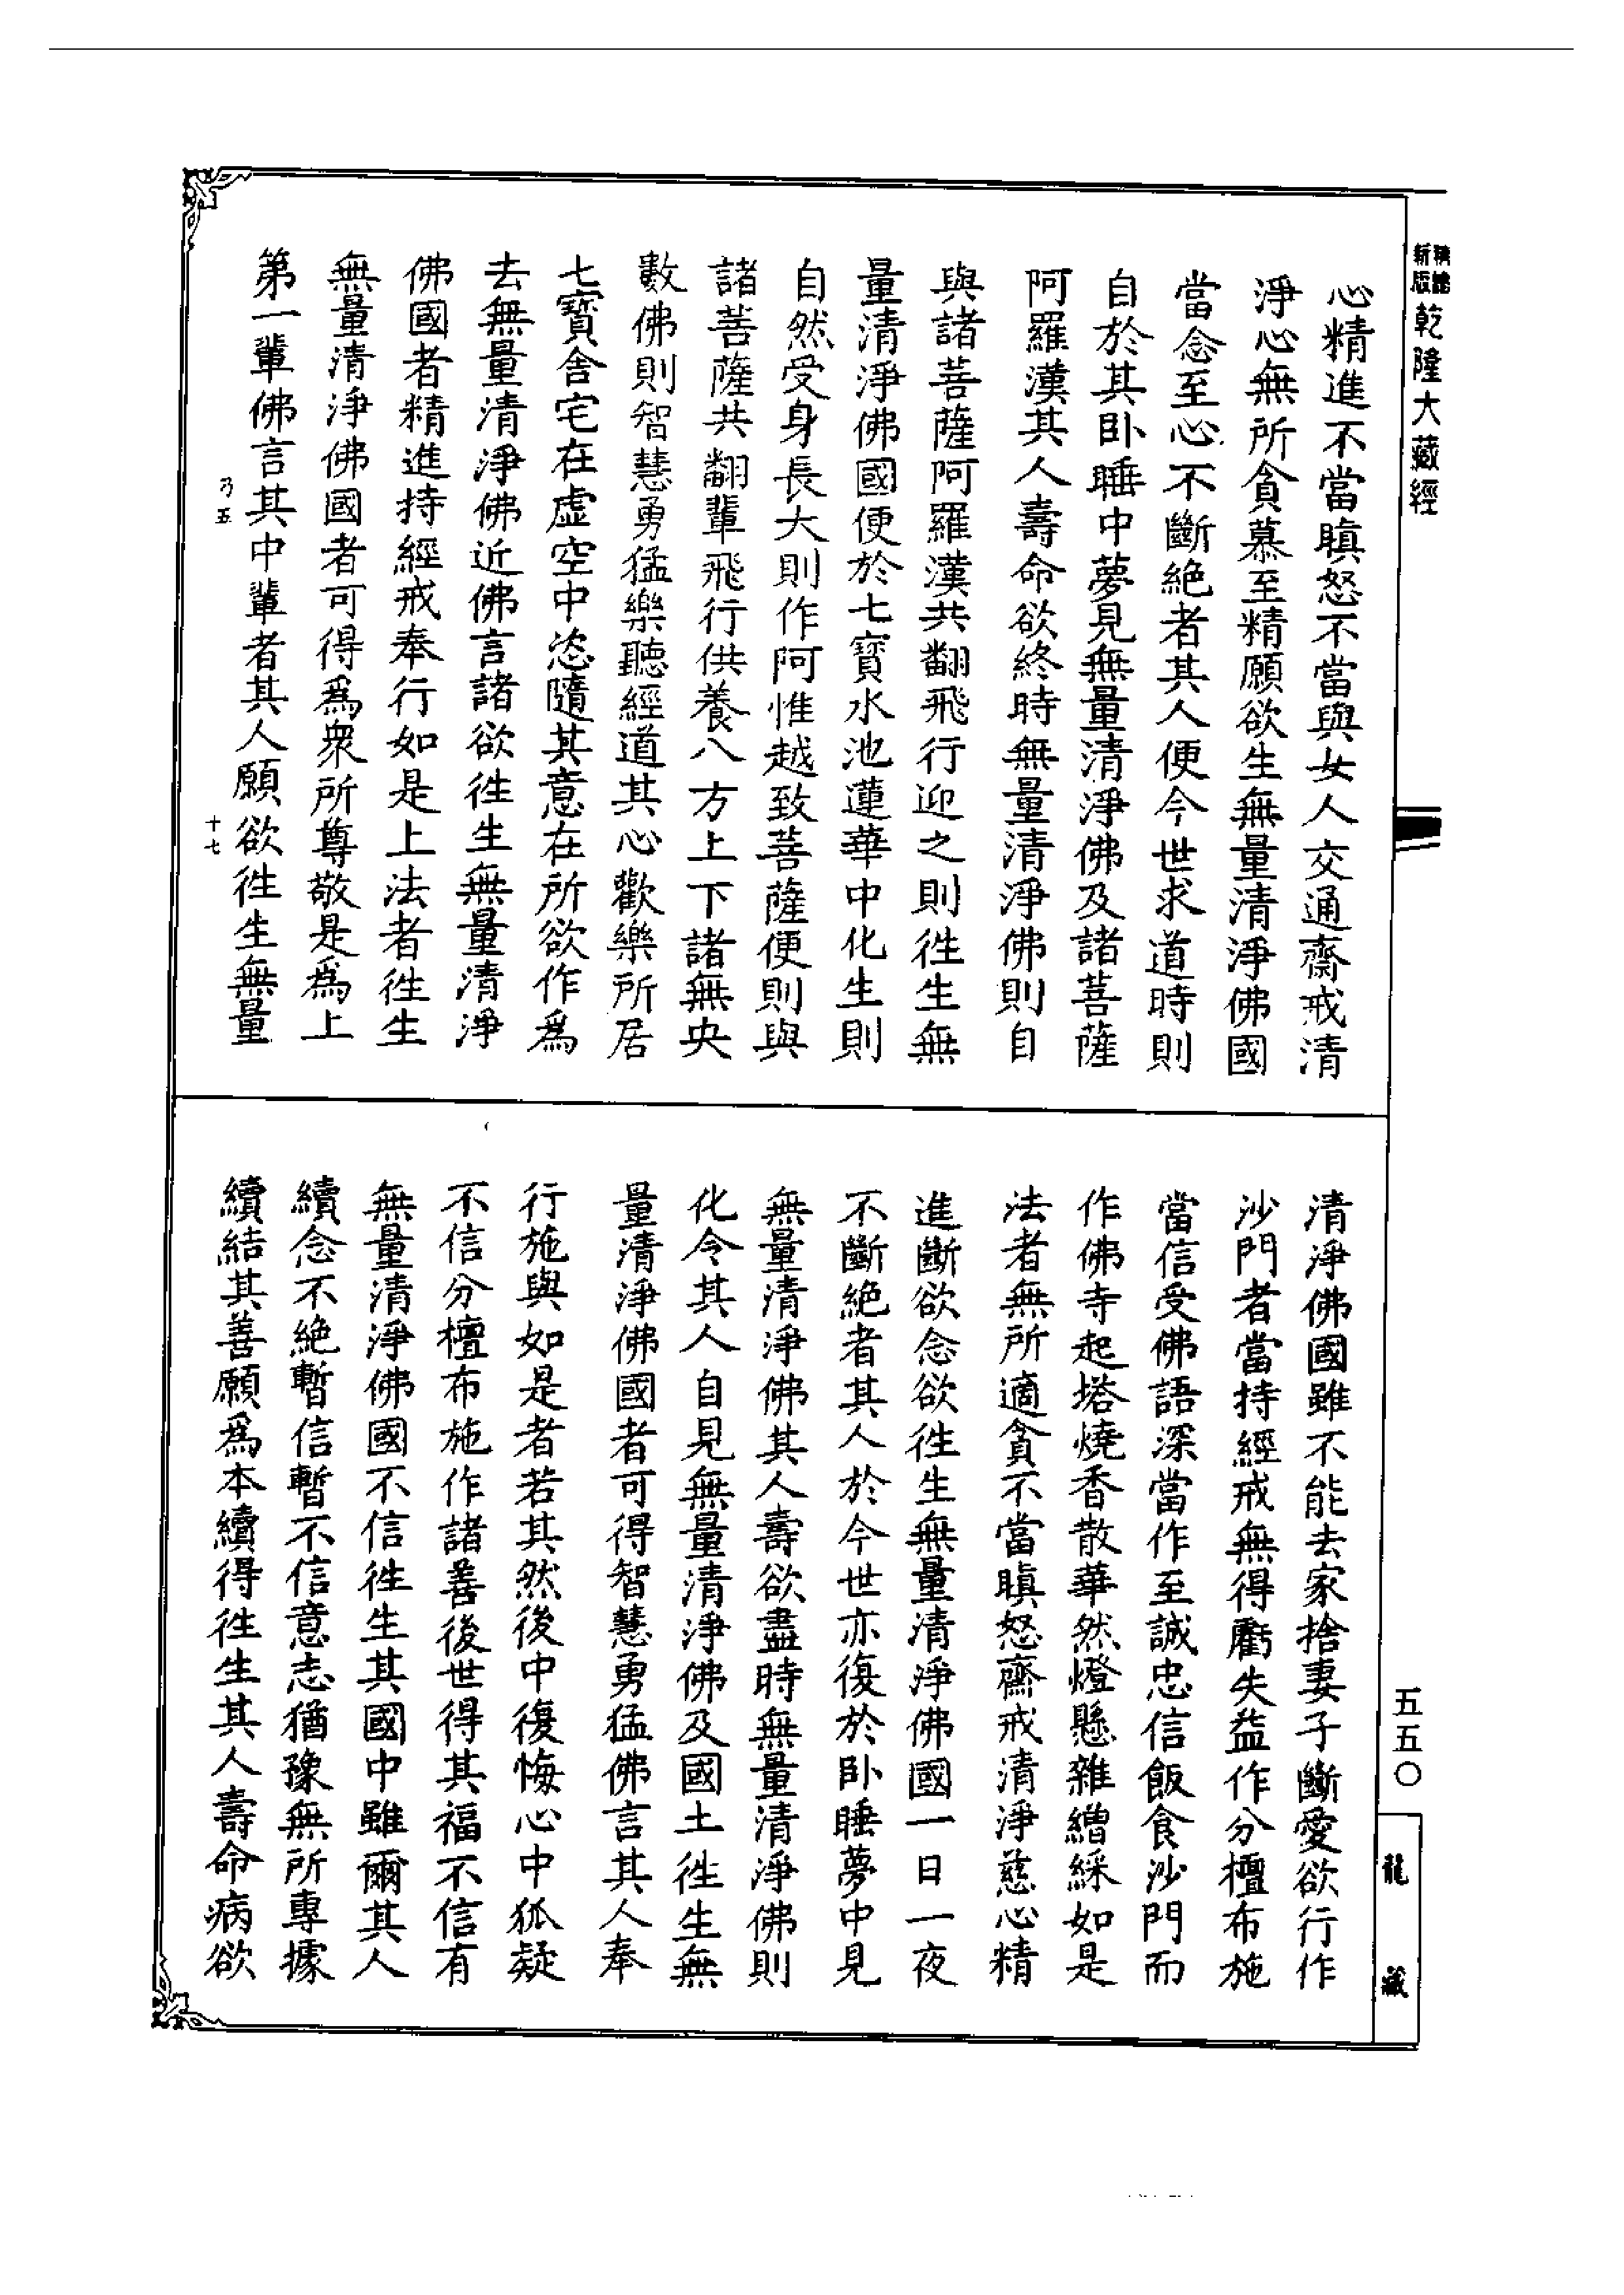 新版
精譯
乾隆大藏經
心精進不當瞋怒不當與女人交通齋戒清
淨心無所貪慕至精願欲生無量清淨佛國
當念至心不斷絶者其人便今世求道時則
自於其卧睡中夢見無量清淨佛及諸菩薩
阿羅漢其人壽命欲終時無量清淨佛則自
與諸菩薩阿羅漢共翻飛行迎之則徃生無
量清淨佛國便於七寳水池蓮華中化生則
自然受身長大則作阿惟越致菩薩便則與
諸菩薩共翻輩飛行供養八方上下諸無央
數佛則智慧勇猛樂聽經道其心歡樂所居
七寳舍宅在虚空中恣隨其意在所欲作爲
去無量清淨佛近佛言諸欲徃生無量清淨
佛國者精進持經戒奉行如是上法者徃生
無量清淨佛國者可得爲衆所尊敬是爲上
第一輩佛言其中輩者其人願欲徃生無量
乃五
十七
清淨佛國雖不能去家捨妻子斷愛欲行作
沙門者當持經戒無得虧失益作分檀布施
當信受佛語深當作至誠忠信飯食沙門而
作佛寺起塔燒香散華然燈懸雜繒綵如是
法者無所適貪不當瞋怒齋戒清淨慈心精
進斷欲念欲徃生無量清淨佛國一日一夜
不斷絶者其人於今世亦復於卧睡夢中見
無量清淨佛其人壽欲盡時無量清淨佛則
化令其人自見無量清淨佛及國土徃生無
量清淨佛國者可得智慧勇猛佛言其人奉
行施與如是者若其然後中復悔心中狐疑
不信分檀布施作諸善後世得其福不信有
無量清淨佛國不信徃生其國中雖爾其人
續念不絶暫信暫不信意志猶豫無所專據
續結其善願爲本續得徃生其人壽命病欲
五五〇
龍藏